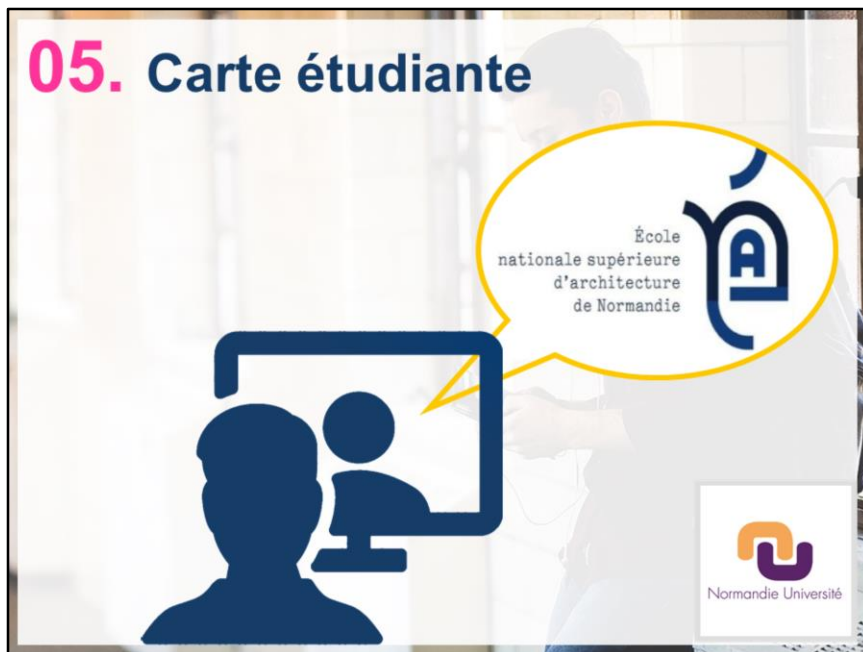 05. Carte étudiante
École
nationale supérieure
d'architecture
de Normandie
Normandie Université